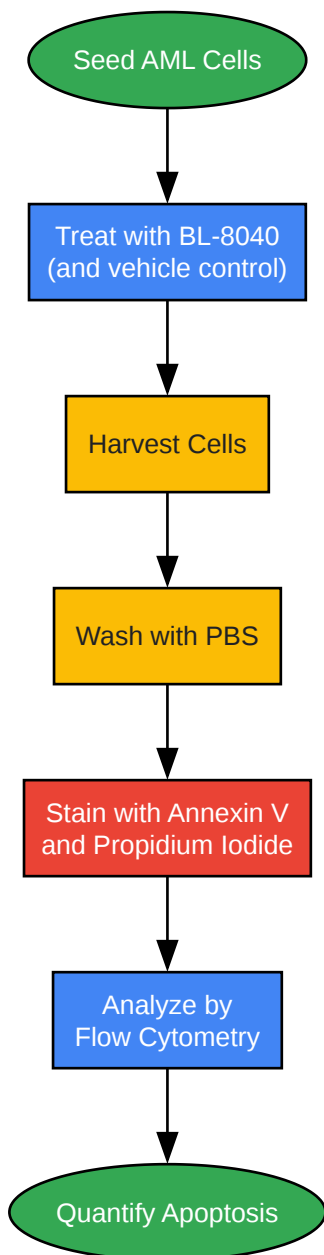 Seed AML Cells
Treat with BL-8040
(and vehicle control)
Harvest Cells
Wash with PBS
Stain with Annexin V
and Propidium Iodide
Analyze by
Flow Cytometry
Quantify Apoptosis